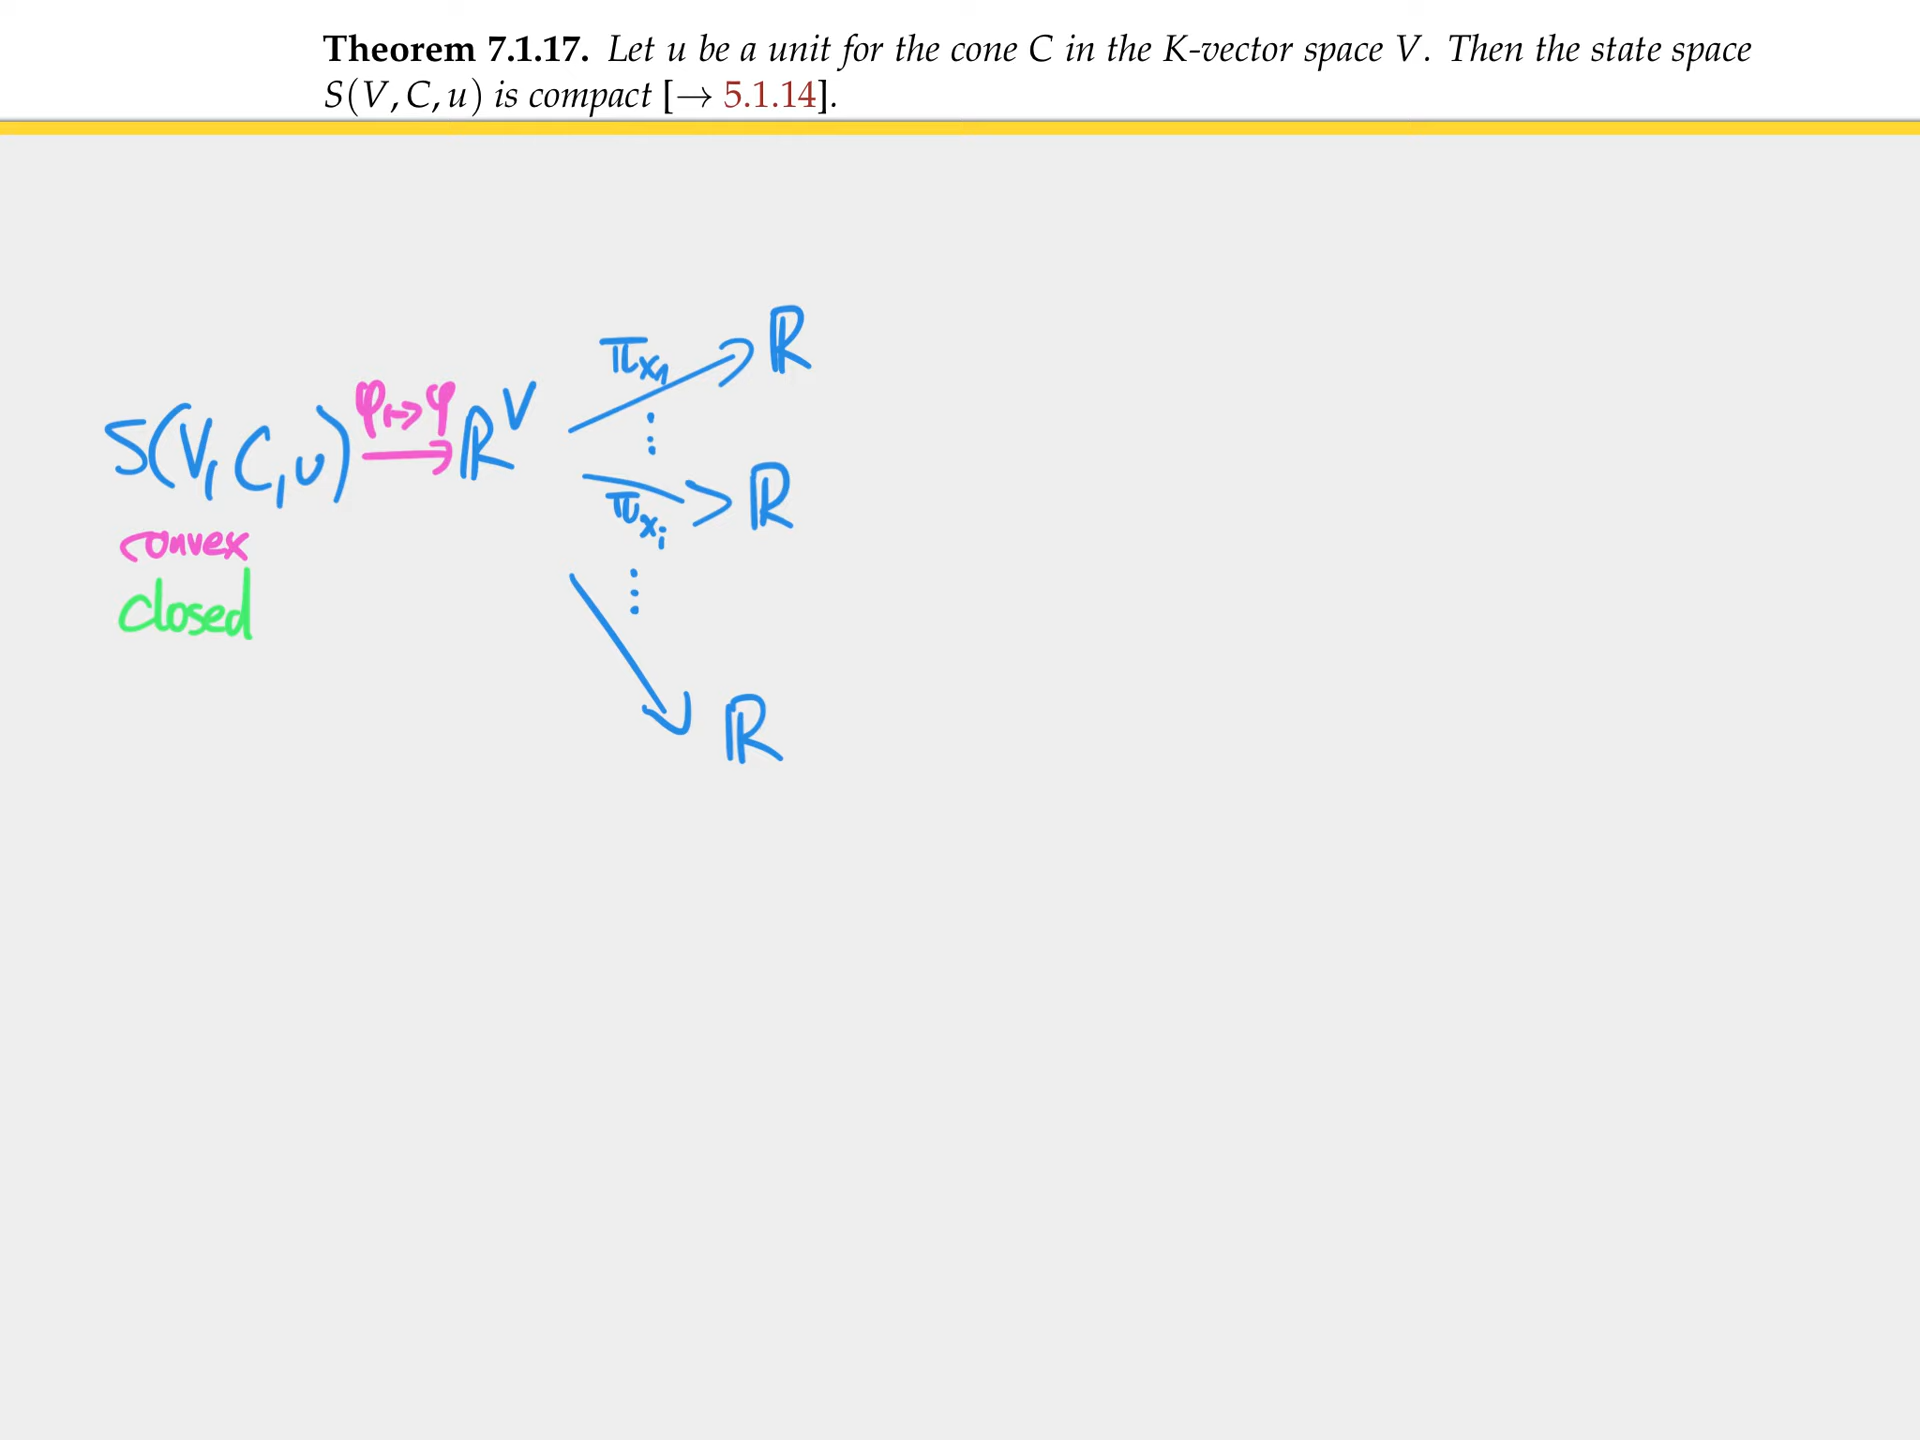 Theorem 7.1.17. Let u be a unit for the cone C in the K-vector space V. Then the state space
S(V, C, u) is compact [→ 5.1.14].
π_{x_1} ℝ
S(V, C, u) φ ↦ φ ℝ^V
⋮
π_{x_i} ℝ
convex
closed
⋮
ℝ